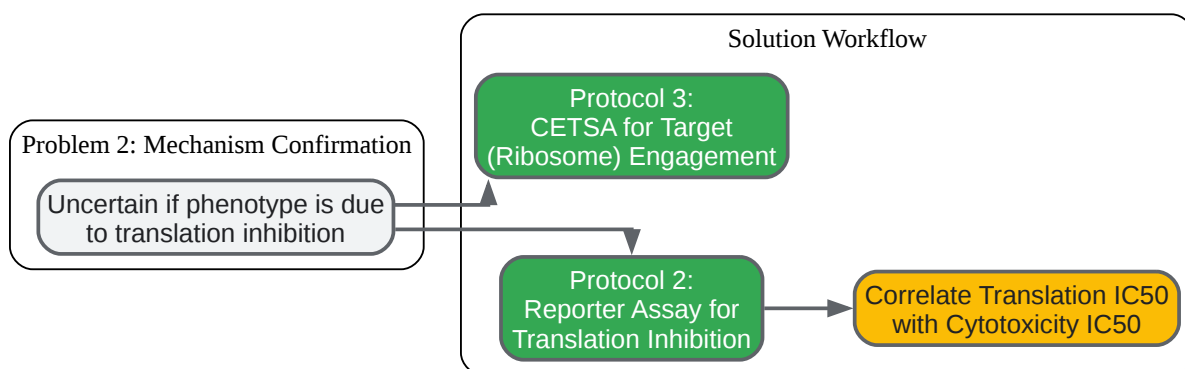 Solution Workflow
Protocol 3:
CETSA for Target
(Ribosome) Engagement
Problem 2: Mechanism Confirmation
Uncertain if phenotype is due
to translation inhibition
Protocol 2:
Reporter Assay for
Translation Inhibition
Correlate Translation IC50
with Cytotoxicity IC50